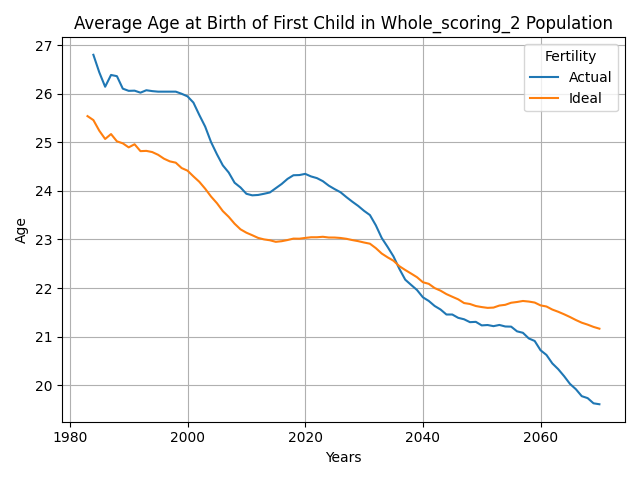 Average Age at Birth of First Child in Whole_scoring_2 Population
Fertility
Actual
Ideal
Age
27
26
25
24
23
22
21
20
1980
2000
2020
2040
2060
Years